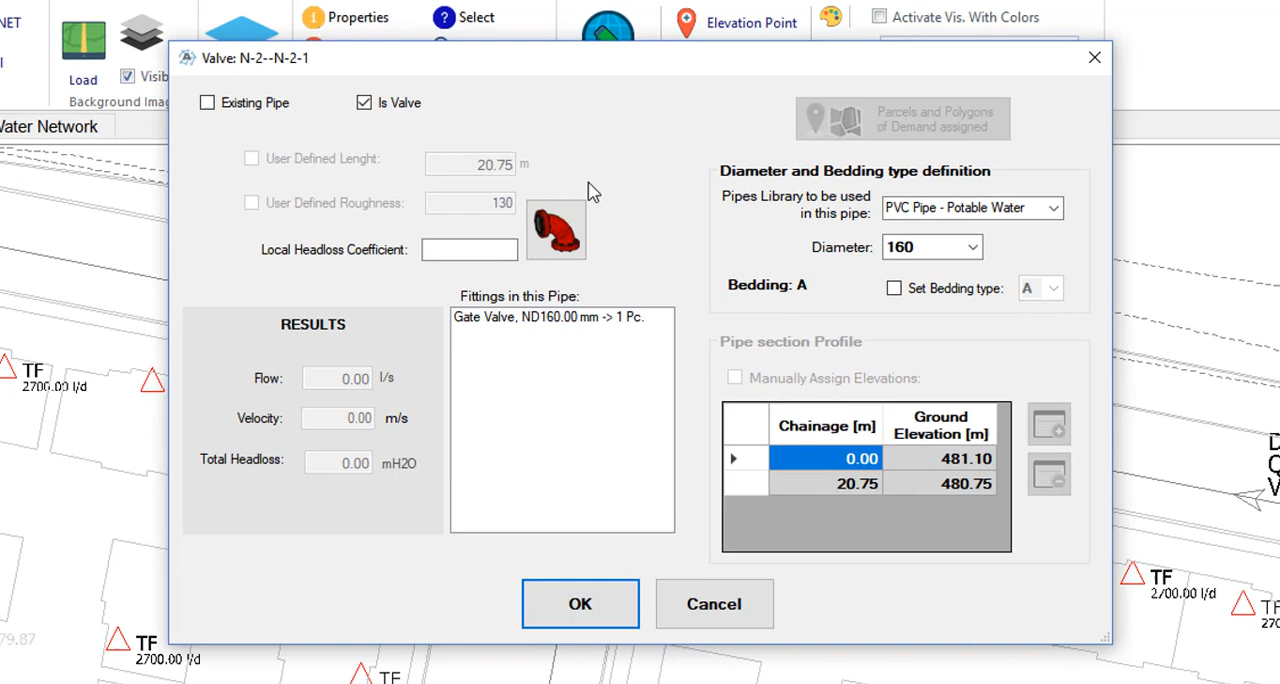 NET
Properties
Select
Elevation Point
Activate Vis. With Colors
Load
Background Imag
Water Network
Valve: N-2--N-2-1
Existing Pipe
Is Valve
Parcels and Polygons
of Demand assigned
User Defined Lenght:
20.75 m
User Defined Roughness:
130
Local Headloss Coefficient:
Diameter and Bedding type definition
Pipes Library to be used
in this pipe:
PVC Pipe - Potable Water
Diameter:
160
Bedding: A
Set Bedding type:
A
Fittings in this Pipe:
Gate Valve, ND160.00 mm -> 1 Pc.
RESULTS
Flow:
0.00 l/s
Velocity:
0.00 m/s
Total Headloss:
0.00 mH2O
Pipe section Profile
Manually Assign Elevations:
Chainage [m]
Ground
Elevation [m]
0.00 481.10
20.75 480.75
OK
Cancel
TF
2700.00 l/d
TF
2700.00 l/d
TF
TF
2700.00 l/d
79.87